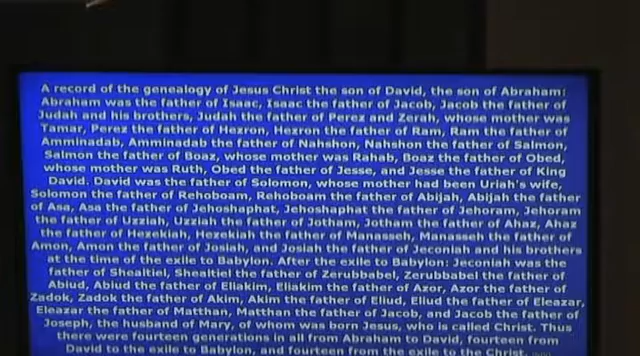 A record of the genealogy of Jesus Christ the son of David, the son of Abraham:
Abraham was the father of Isaac, Isaac the father of Jacob, Jacob the father of
Judah and his brothers, Judah the father of Perez and Zerah, whose mother was
Tamar, Perez the father of Hezron, Hezron the father of Ram, Ram the father of
Amminadab, Amminadab the father of Nahshon, Nahshon the father of Salmon,
Salmon the father of Boaz, whose mother was Rahab, Boaz the father of Obed,
whose mother was Ruth, Obed the father of Jesse, and Jesse the father of King
David. David was the father of Solomon, whose mother had been Uriah's wife,
Solomon the father of Rehoboam, Rehoboam the father of Abijah, Abijah the father
of Asa, Asa the father of Jehoshaphat, Jehoshaphat the father of Jehoram, Jehoram
the father of Uzziah, Uzziah the father of Jotham, Jotham the father of Ahaz, Ahaz
the father of Hezekiah, Hezekiah the father of Manasseh, Manasseh the father of
Amon, Amon the father of Josiah, and Josiah the father of Jeconiah and his brothers
at the time of the exile to Babylon. After the exile to Babylon: Jeconiah was the
father of Shealtiel, Shealtiel the father of Zerubbabel, Zerubbabel the father of
Abiud, Abiud the father of Eliakim, Eliakim the father of Azor, Azor the father of
Zadok, Zadok the father of Akim, Akim the father of Eliud, Eliud the father of Eleazar,
Eleazar the father of Matthan, Matthan the father of Jacob, and Jacob the father of
Joseph, the husband of Mary, of whom was born Jesus, who is called Christ. Thus
there were fourteen generations in all from Abraham to David, fourteen from
David to the exile to Babylon, and fourteen from the exile to the Christ.